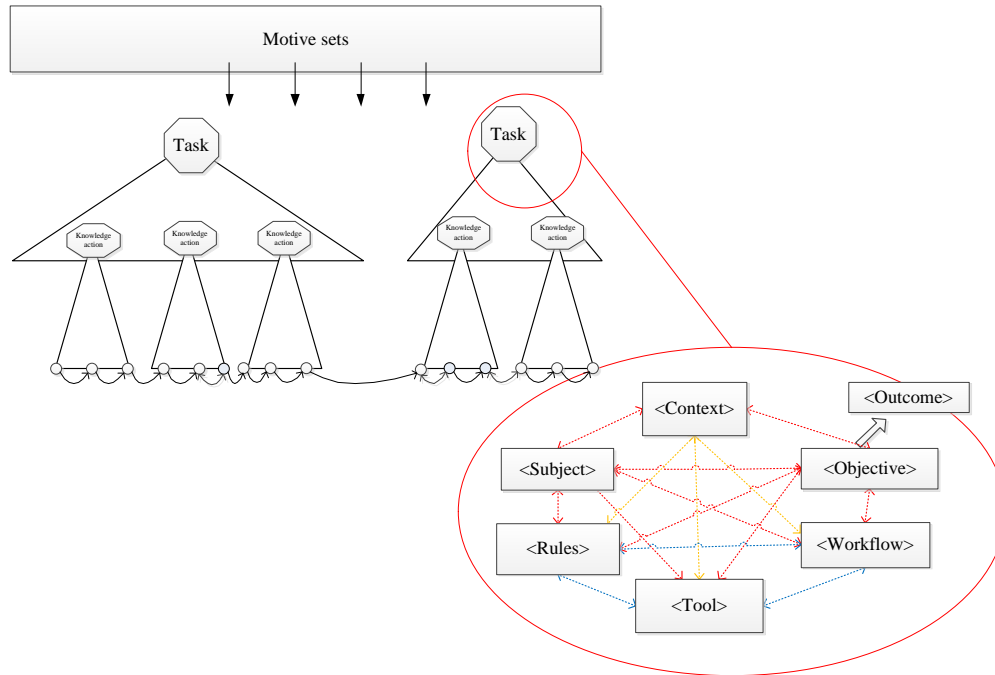 Motive sets
Task
Task
Knowledge
action
Knowledge
action
Knowledge
action
Knowledge
action
Knowledge
action
<Context>
<Outcome>
<Subject>
<Objective>
<Rules>
<Workflow>
<Tool>